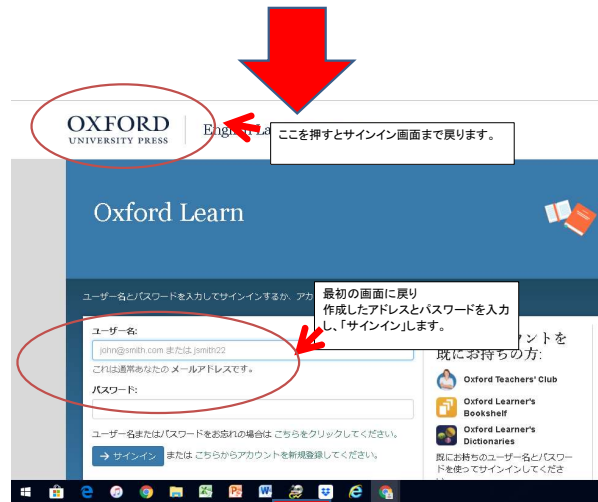 OXFORD
UNIVERSITY PRESS
ここを押すとサインイン画面まで戻ります。
Oxford Learn
ユーザー名とパスワードを入力してサインインするか、アカ
最初の画面に戻り
作成したアドレスとパスワードを入力
し、「サインイン」します。
ユーザー名:
john@smith.com または jsmith22
これは通常あなたの メールアドレスです。
パスワード:
ユーザー名またはパスワードをお忘れの場合は こちらをクリックしてください。
→ サインイン または こちらからアカウントを新規登録してください。
ウントを
既にお持ちの方:
Oxford Teachers' Club
Oxford Learner's
Bookshelf
Oxford Learner's
Dictionaries
既にお持ちのユーザー名とパスワー
ドを使ってサインインしてくださ